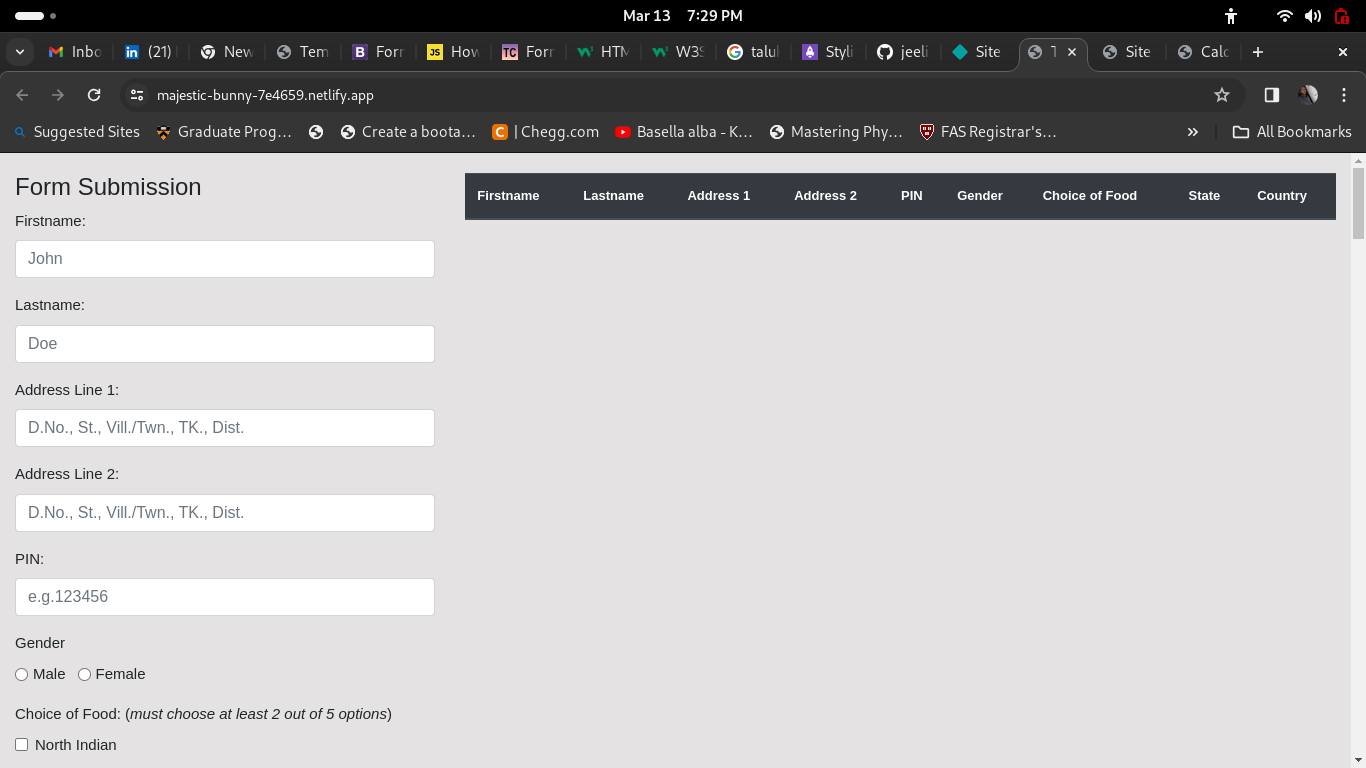 Mar 13 7:29 PM
Inbo (21) New Tem Forr How Forr HTM W3S talul Styli jeeli Site T Site Calc
majestic-bunny-7e4659.netlify.app
Suggested Sites Graduate Prog… Create a boota… | Chegg.com Basella alba - K… Mastering Phy… FAS Registrar's… » All Bookmarks
Form Submission
Firstname Lastname Address 1 Address 2 PIN Gender Choice of Food State Country
Firstname:
John
Lastname:
Doe
Address Line 1:
D.No., St., Vill./Twn., TK., Dist.
Address Line 2:
D.No., St., Vill./Twn., TK., Dist.
PIN:
e.g.123456
Gender
Male Female
Choice of Food: (must choose at least 2 out of 5 options)
North Indian